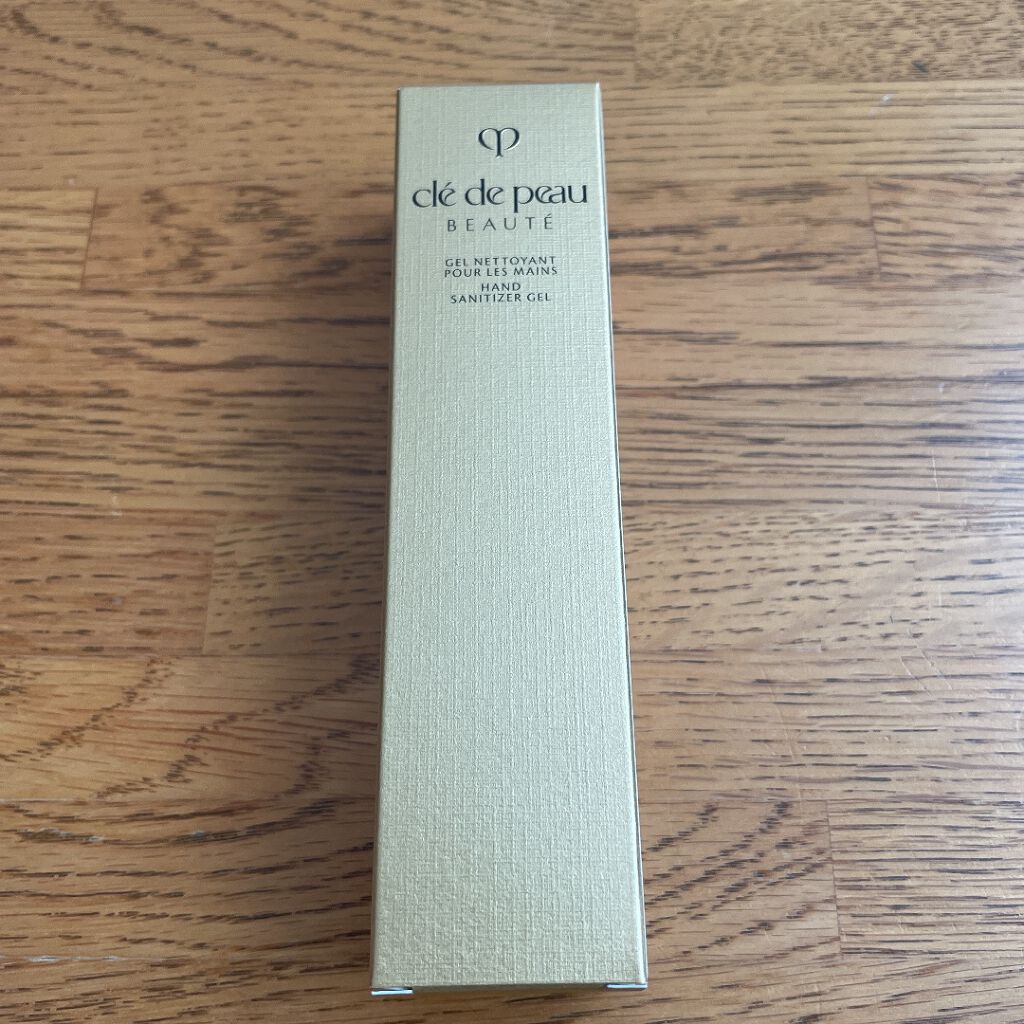 clé de peau
BEAUTÉ
GEL NETTOYANT
POUR LES MAINS
HAND
SANITIZER GEL